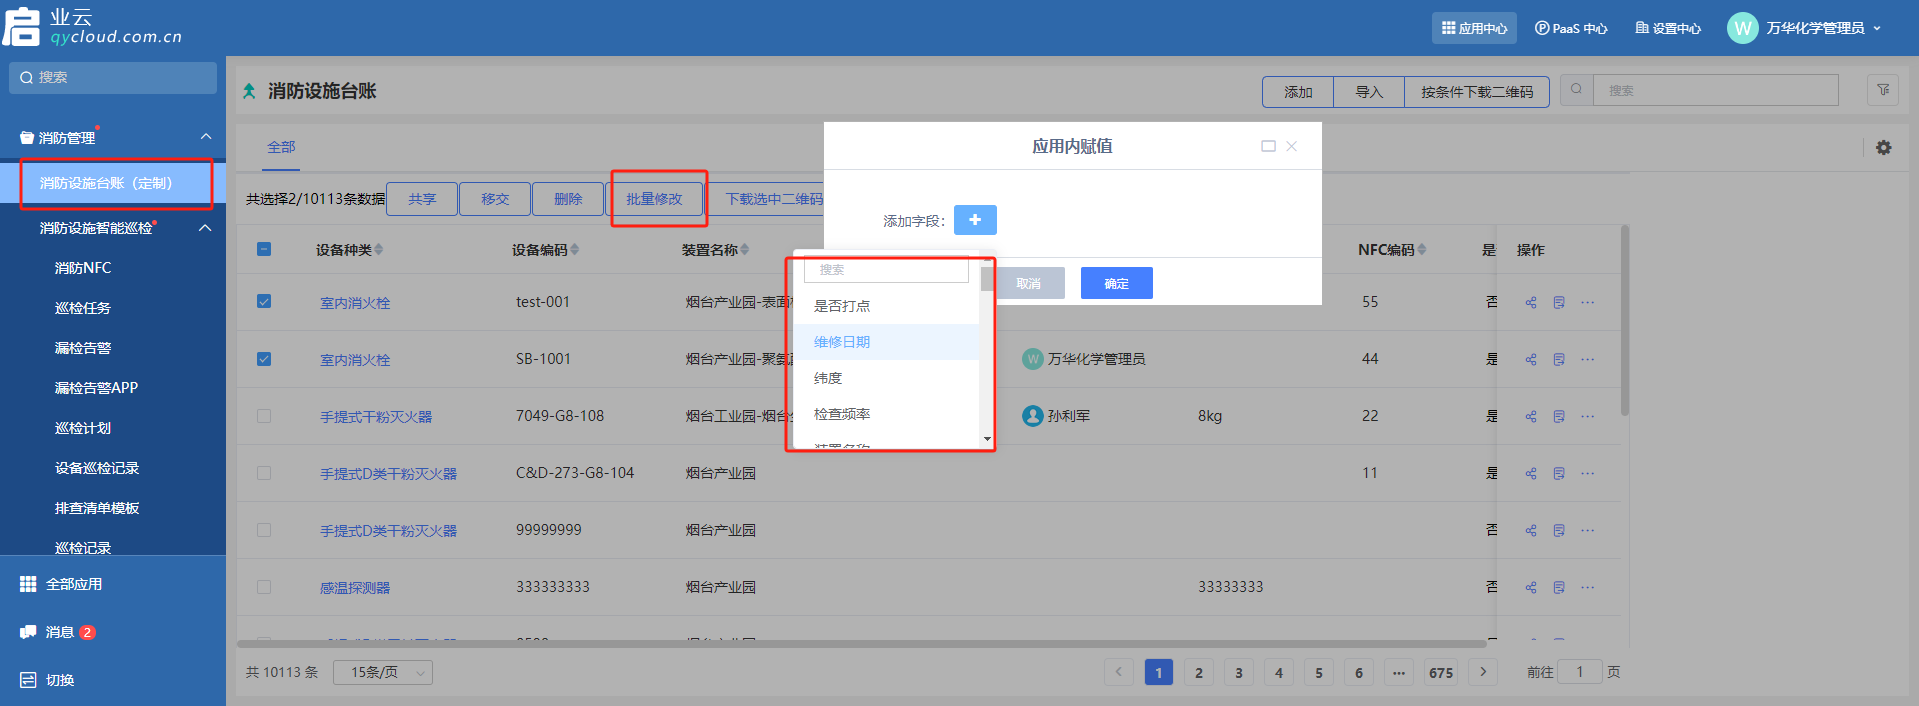 启业云
qycloud.com.cn
应用中心
PaaS 中心
设置中心
W
万华化学管理员
搜索
消防管理
消防设施台账（定制）
消防设施智能巡检
消防NFC
巡检任务
漏检告警
漏检告警APP
巡检计划
设备巡检记录
排查清单模板
巡检记录
全部应用
消息 2
切换
消防设施台账
添加
导入
按条件下载二维码
搜索
全部
共选择2/10113条数据
共享
移交
删除
批量修改
下载选中二维码
设备种类
设备编码
装置名称
NFC编码
是
操作
室内消火栓
test-001
烟台产业园-表面
55
否
室内消火栓
SB-1001
烟台产业园-聚氨
W 万华化学管理员
44
是
手提式干粉灭火器
7049-G8-108
烟台工业园-烟台
孙利军
8kg
22
是
手提式D类干粉灭火器
C&D-273-G8-104
烟台产业园
11
是
手提式D类干粉灭火器
99999999
烟台产业园
否
感温探测器
333333333
烟台产业园
33333333
否
应用内赋值
添加字段：
取消
确定
搜索
是否打点
维修日期
纬度
检查频率
装置名称
共 10113 条
15条/页
1
2
3
4
5
6
···
675
前往
1
页